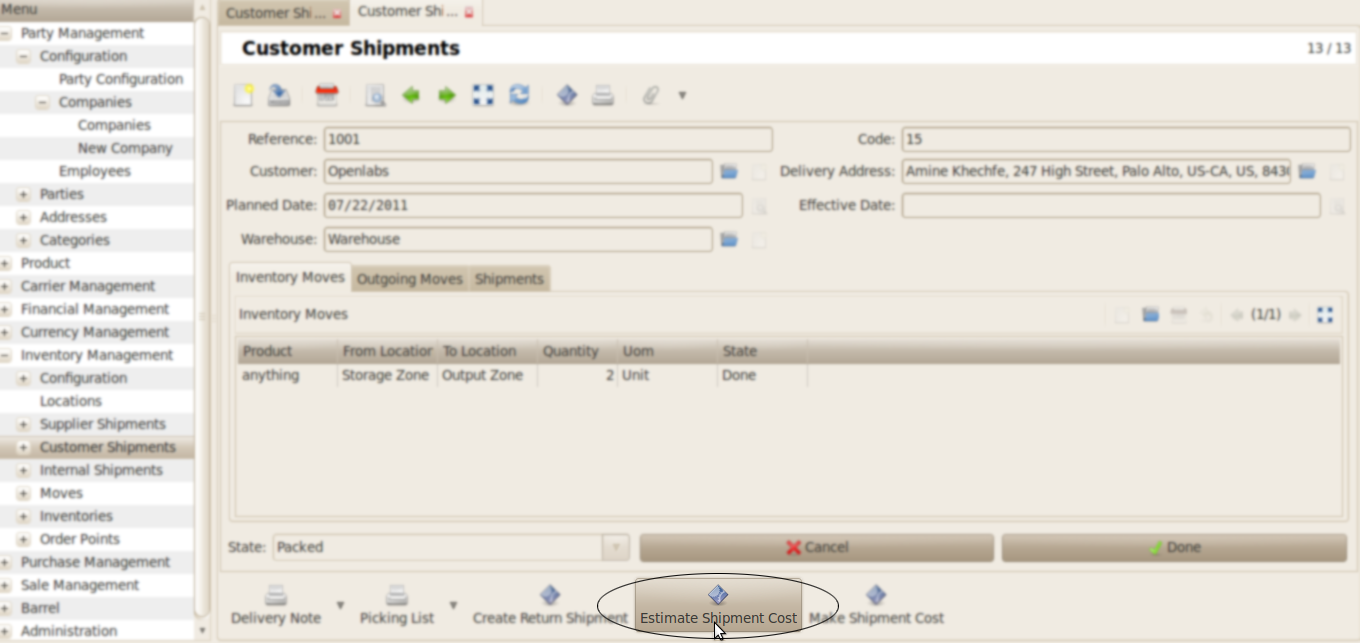 Menu
Party Management
Configuration
Party Configuration
Companies
Companies
New Company
Employees
Parties
Addresses
Categories
Product
Carrier Management
Financial Management
Currency Management
Inventory Management
Configuration
Locations
Supplier Shipments
Customer Shipments
Internal Shipments
Moves
Inventories
Order Points
Purchase Management
Sale Management
Barrel
Administration
Customer Shi ... Customer Shi ...
Customer Shipments 13 / 13
Reference: 1001 Code: 15
Customer: Openlabs Delivery Address: Amine Khechfe, 247 High Street, Palo Alto, US-CA, US, 8430
Planned Date: 07/22/2011 Effective Date:
Warehouse: Warehouse
Inventory Moves Outgoing Moves Shipments
Inventory Moves (1/1)
Product From Location To Location Quantity Uom State
anything Storage Zone Output Zone 2 Unit Done
State: Packed Cancel Done
Delivery Note Picking List Create Return Shipment Estimate Shipment Cost Make Shipment Cost